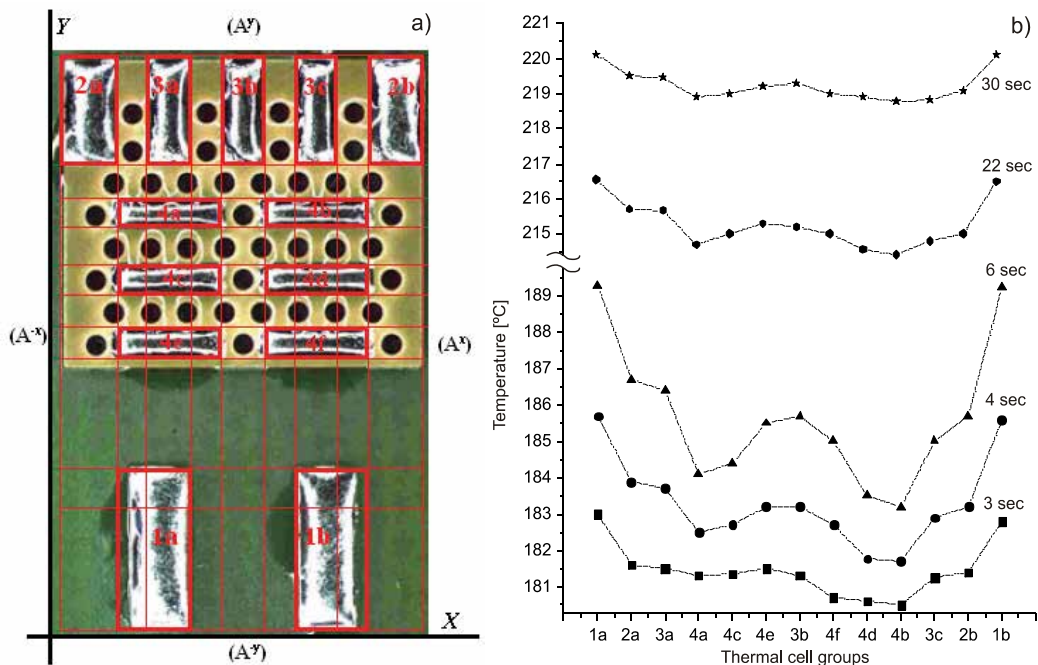 Y
(Aʸ)
a)
2a 3a 3b 3c 2b
4a 4b
4c 4d
4e 4f
(A⁻ˣ)
(Aˣ)
1a 1b
X
(A⁻ʸ)
b)
Temperature [ºC]
221
220
219
218
217
216
215
189
188
187
186
185
184
183
182
181
30 sec
22 sec
6 sec
4 sec
3 sec
1a 2a 3a 4a 4c 4e 3b 4f 4d 4b 3c 2b 1b
Thermal cell groups